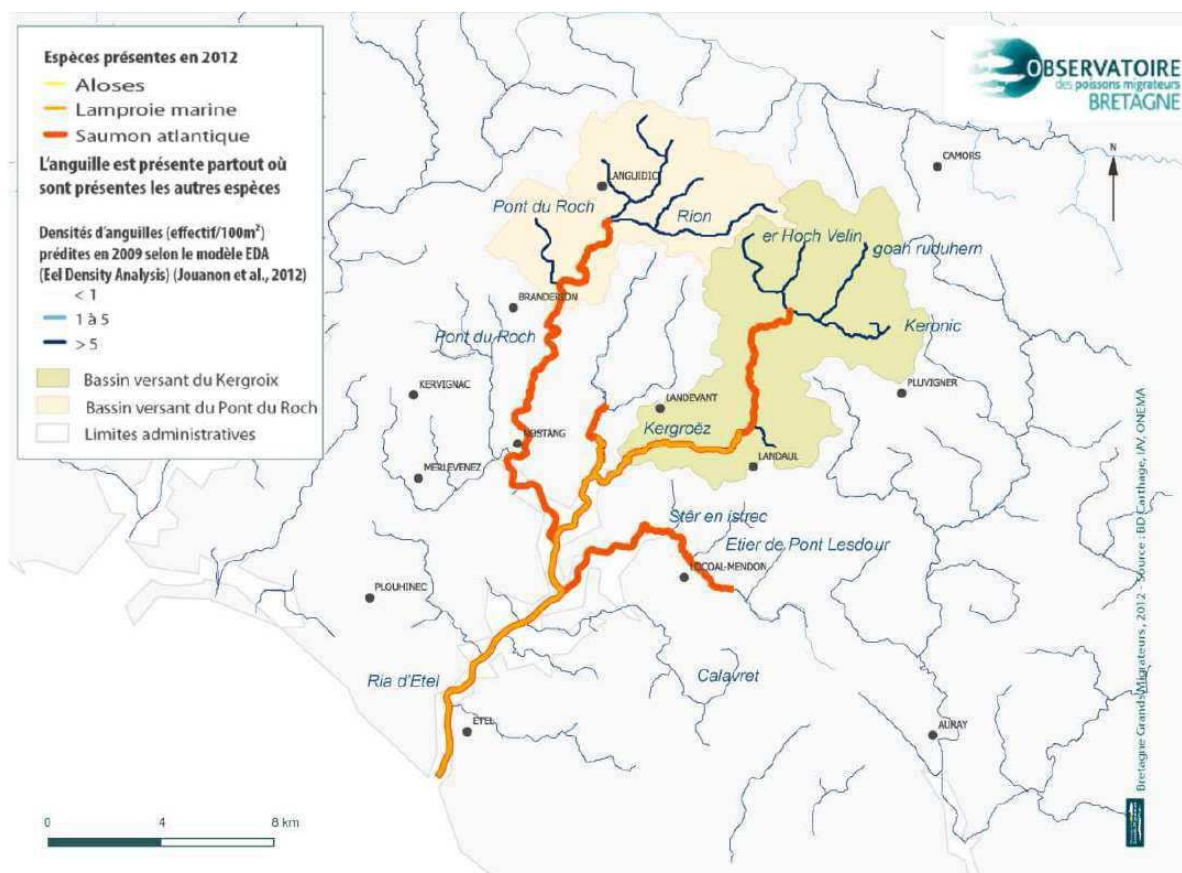 Espèces présentes en 2012
Aloses
Lamproie marine
Saumon atlantique
L'anguille est présente partout où
sont présentes les autres espèces
Densités d'anguilles (effectif/100m²)
prédites en 2009 selon le modèle EDA
(Eel Density Analysis) (Jouanon et al., 2012)
< 1
1 à 5
> 5
Bassin versant du Kergroix
Bassin versant du Pont du Roch
Limites administratives
OBSERVATOIRE
des poissons migrateurs
BRETAGNE
N
CAMORS
LANGUIDIC
Pont du Roch
Rion
er Hoch Velin
goah ruduhern
BRANDERION
Pont du Roch
Keronic
KERVIGNAC
LANDEVANT
PLUVIGNER
Kergroëz
NOSTANG
MERLEVENEZ
LANDAUL
Stêr en istrec
Etier de Pont Lesdour
LOCOAL-MENDON
PLOUHINEC
Ria d'Etel
Calavret
ETEL
AURAY
0 4 8 km
Bretagne Grands Migrateurs, 2012 - Source : BD Carthage, IAV, ONEMA